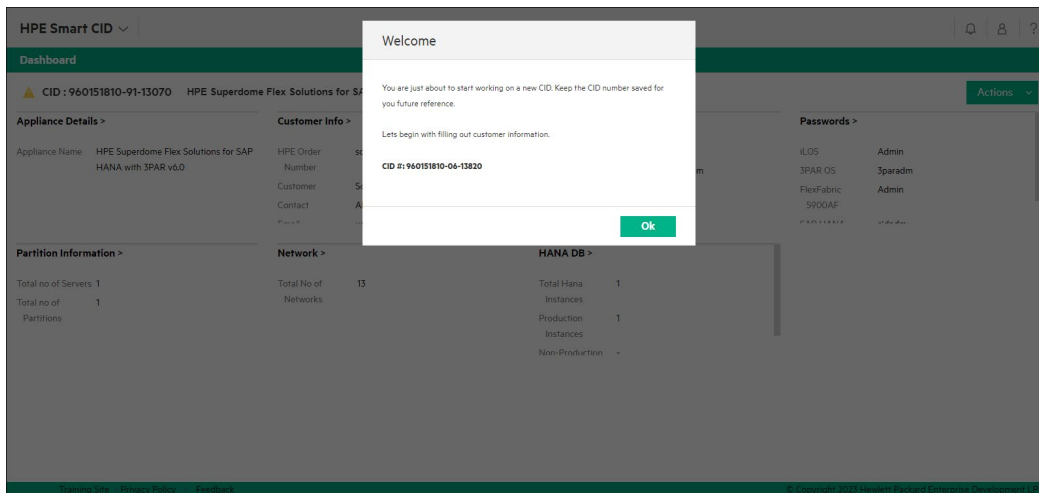 HPE Smart CID
Welcome
Dashboard
CID : 960151810-91-13070 HPE Superdome Flex Solutions for
You are just about to start working on a new CID. Keep the CID number saved for
you future reference.
Lets begin with filling out customer information.
CID #: 960151810-06-13820
Ok
Actions
Appliance Details >
Appliance Name HPE Superdome Flex Solutions for SAP
HANA with 3PAR v6.0
Customer Info >
HPE Order
Number
Customer
Contact
Passwords >
iLOS Admin
3PAR OS 3paradm
FlexFabric Admin
5900AF
Partition Information >
Total no of Servers 1
Total no of 1
Partitions
Network >
Total No of 13
Networks
HANA DB >
Total Hana 1
Instances
Production 1
Instances
Non-Production -
Training Site Privacy Policy Feedback
© Copyright 2023 Hewlett Packard Enterprise Development